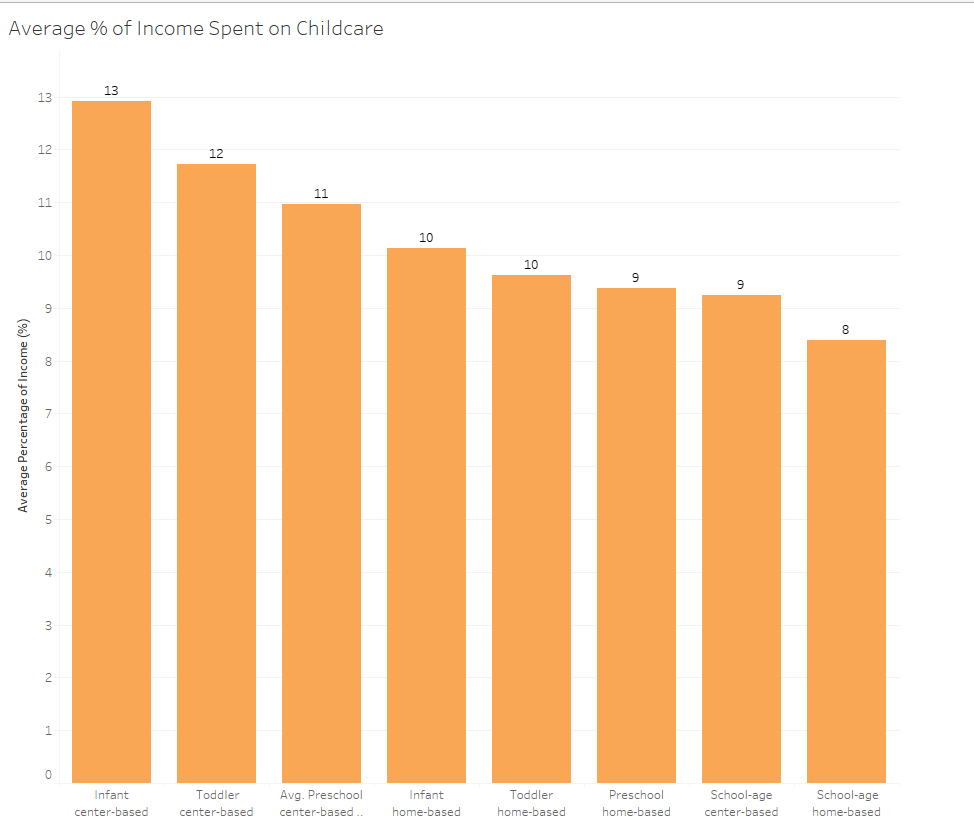 Average % of Income Spent on Childcare
13
12
11
10
10
9
9
8
13
12
11
10
9
8
7
6
5
4
3
2
1
0
Average Percentage of Income (%)
Infant center-based
Toddler center-based
Avg. Preschool center-based ..
Infant home-based
Toddler home-based
Preschool home-based
School-age center-based
School-age home-based